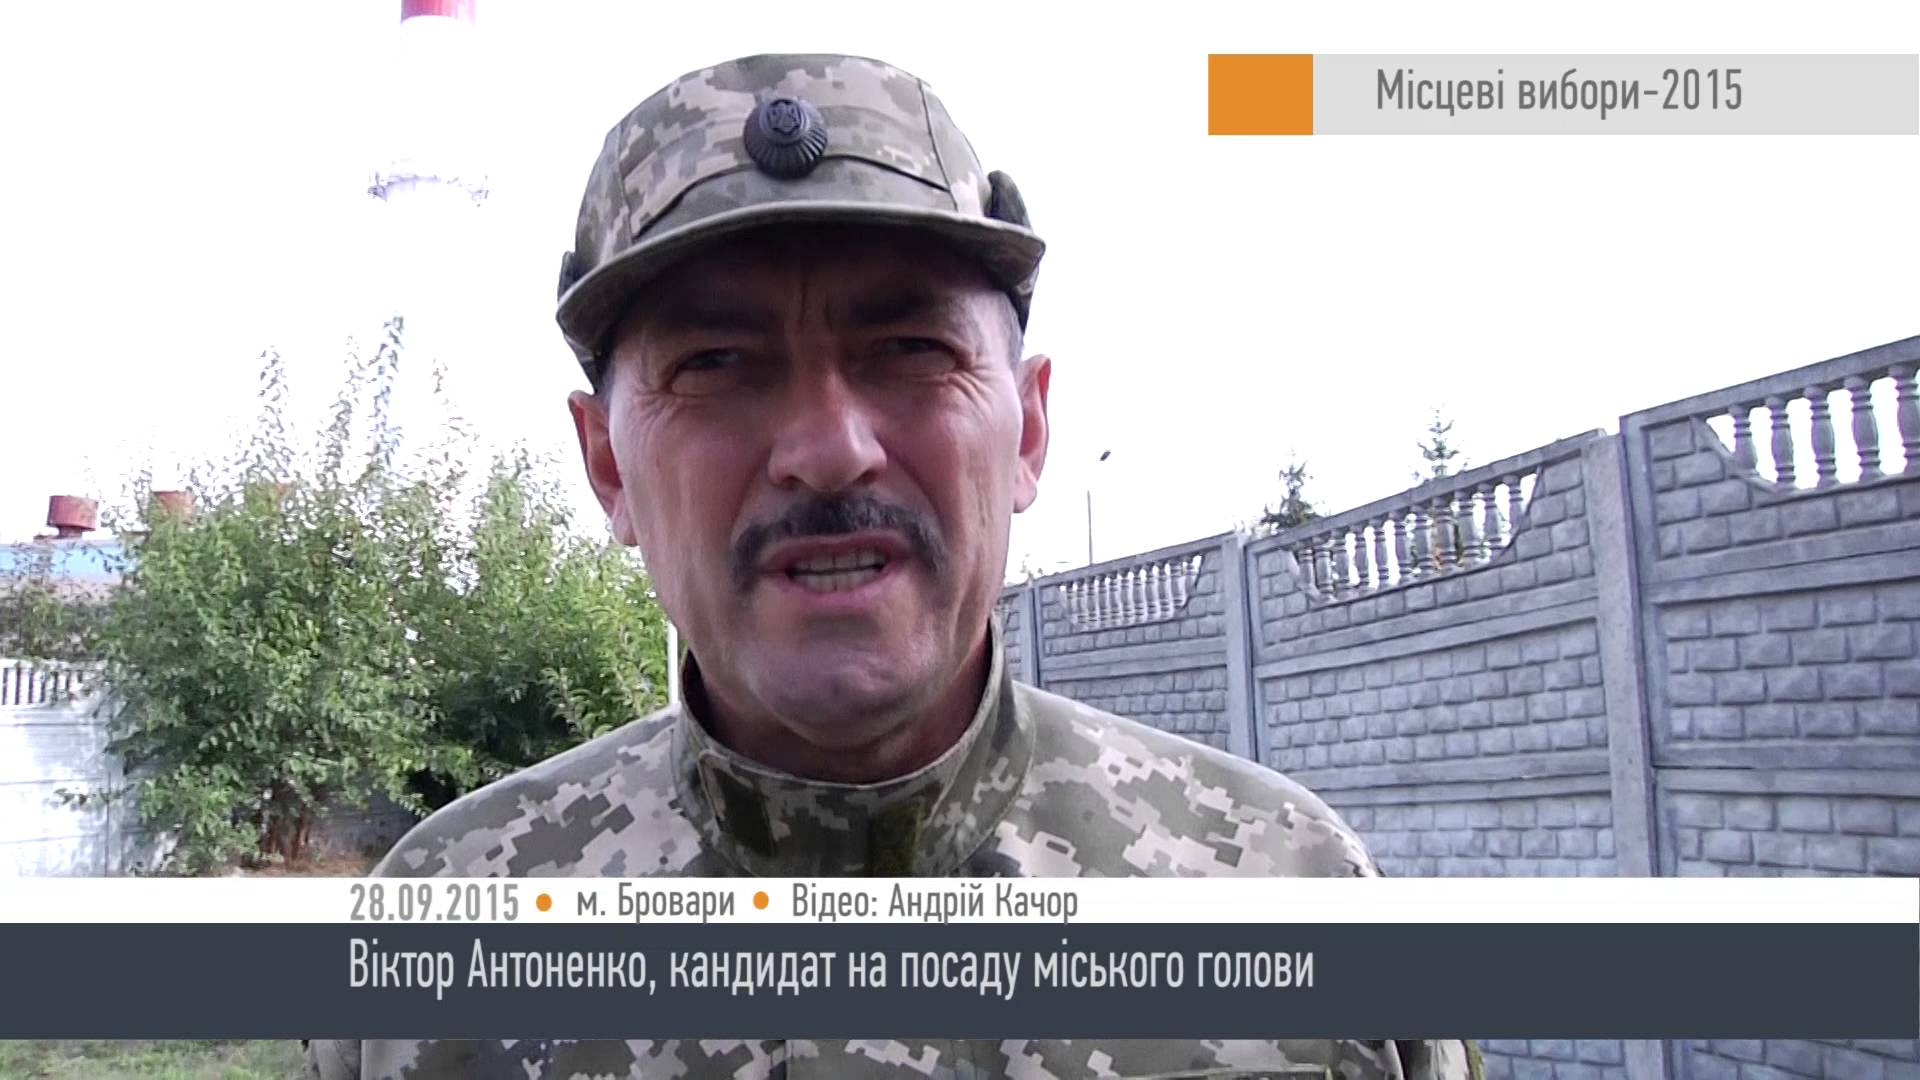 Місцеві вибори-2015
28.09.2015 • м. Бровари • Відео: Андрій Качор
Віктор Антоненко, кандидат на посаду міського голови